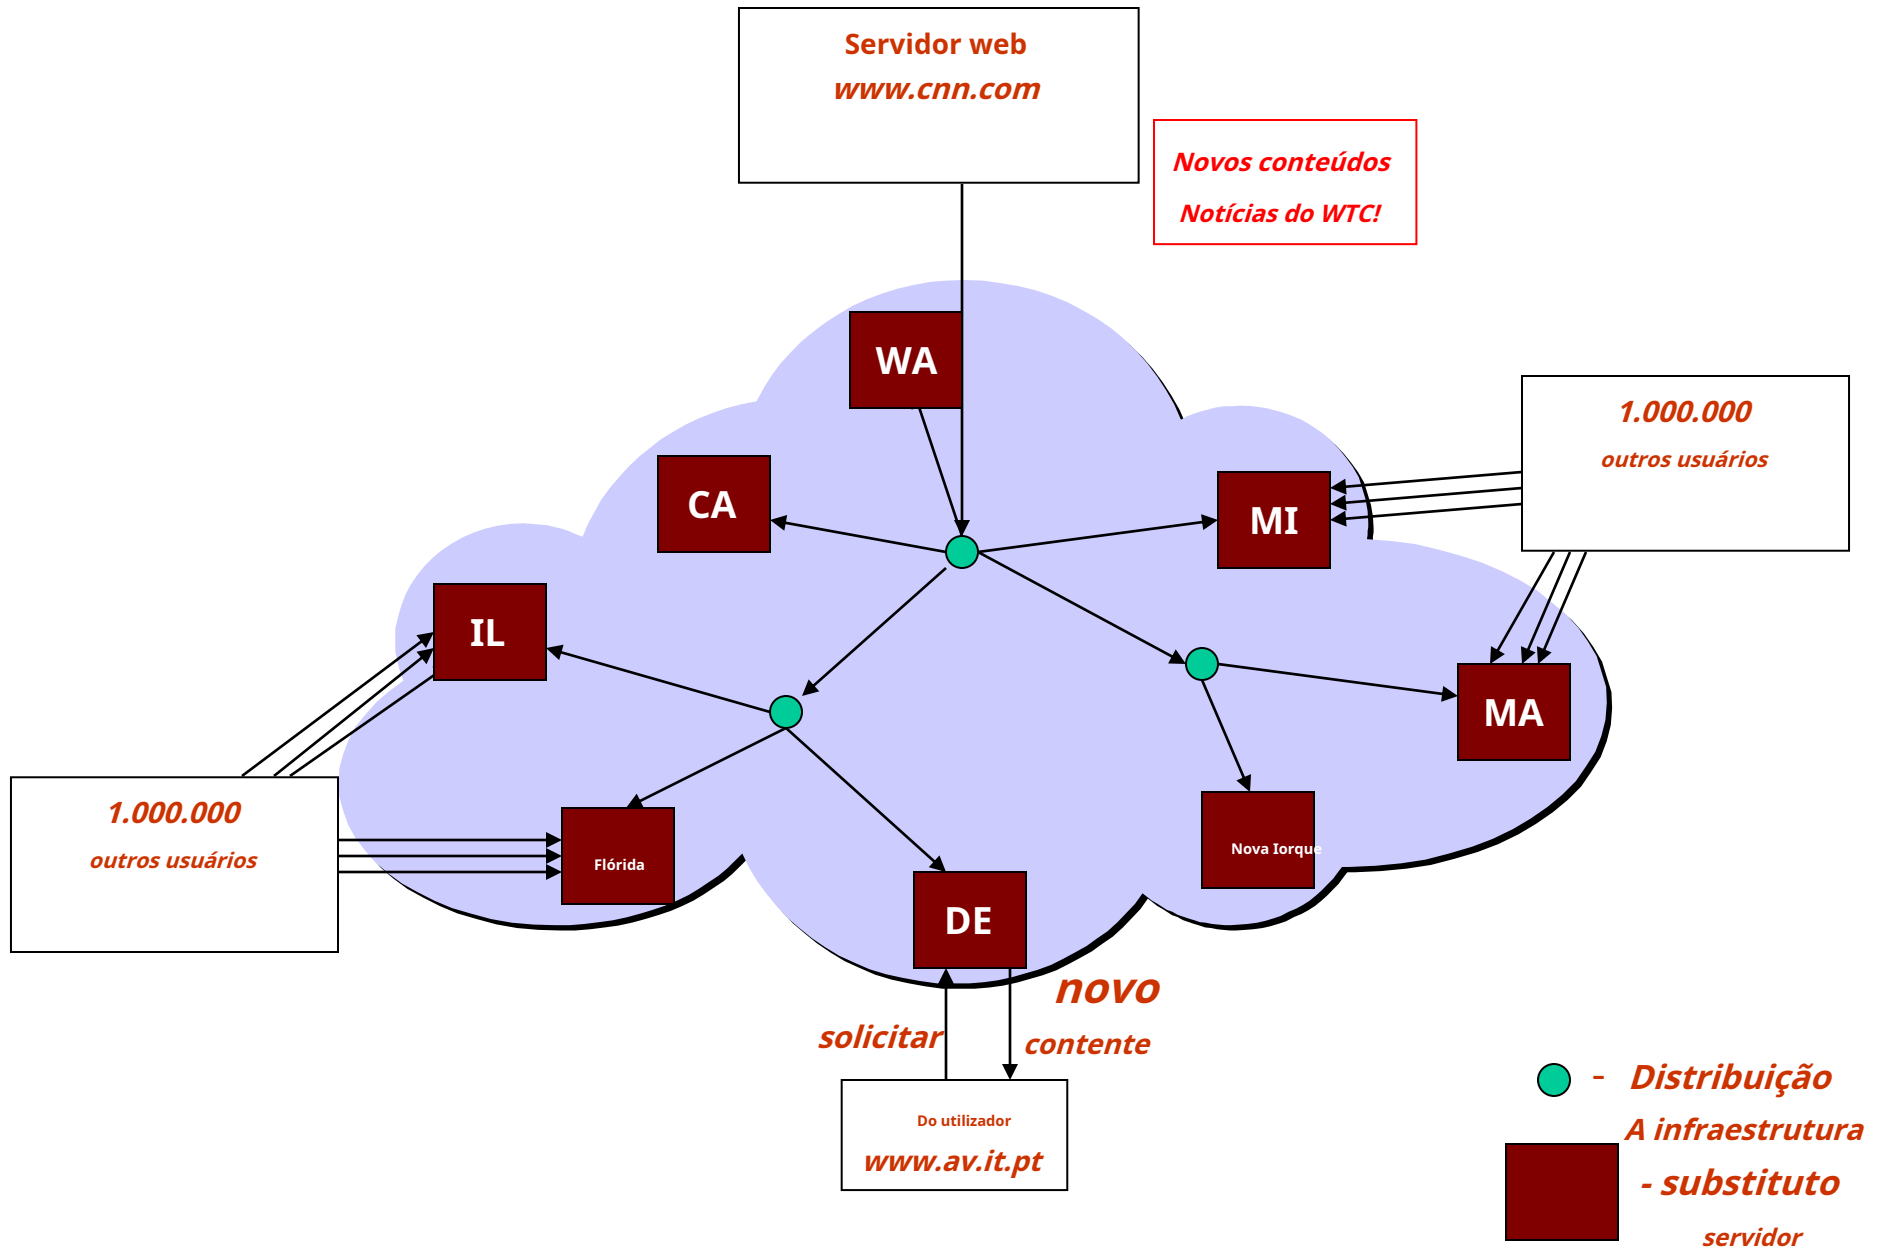 Servidor web
www.cnn.com
Novos conteúdos
Notícias do WTC!
WA
1.000.000
outros usuários
CA
MI
IL
MA
1.000.000
outros usuários
Flórida
Nova Iorque
DE
novo
solicitar
contente
Do utilizador
www.av.it.pt
- Distribuição
A infraestrutura
- substituto
servidor